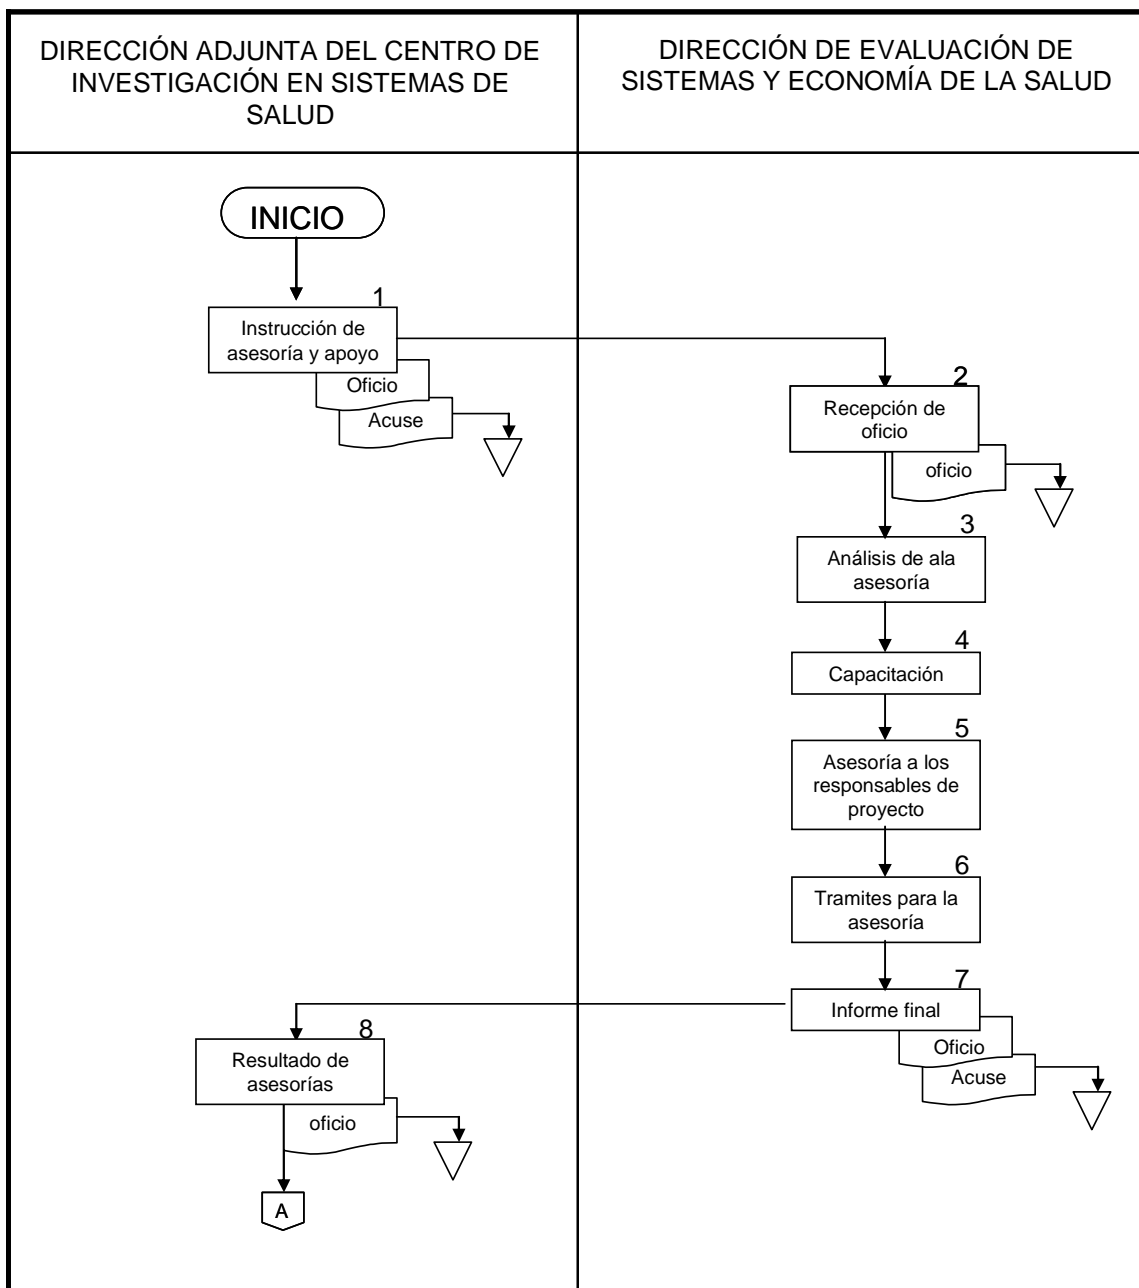 DIRECCIÓN ADJUNTA DEL CENTRO DE
INVESTIGACIÓN EN SISTEMAS DE
SALUD
DIRECCIÓN DE EVALUACIÓN DE
SISTEMAS Y ECONOMÍA DE LA SALUD
INICIO
1
Instrucción de
asesoría y apoyo
Oficio
Acuse
2
Recepción de
oficio
oficio
3
Análisis de ala
asesoría
4
Capacitación
5
Asesoría a los
responsables de
proyecto
6
Tramites para la
asesoría
7
Informe final
Oficio
Acuse
8
Resultado de
asesorías
oficio
A